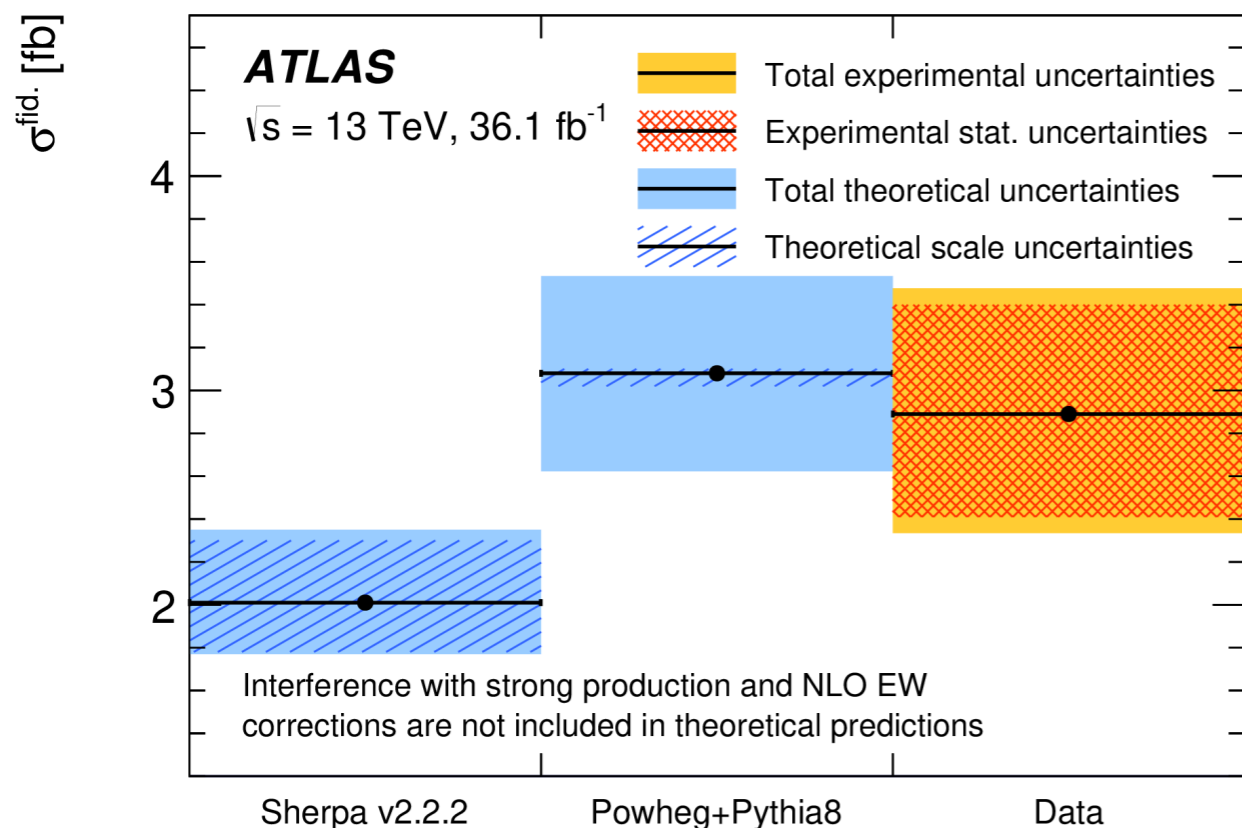 σ^fid. [fb]
ATLAS
√s = 13 TeV, 36.1 fb⁻¹
Total experimental uncertainties
Experimental stat. uncertainties
Total theoretical uncertainties
Theoretical scale uncertainties
4
3
2
Interference with strong production and NLO EW
corrections are not included in theoretical predictions
Sherpa v2.2.2 Powheg+Pythia8 Data